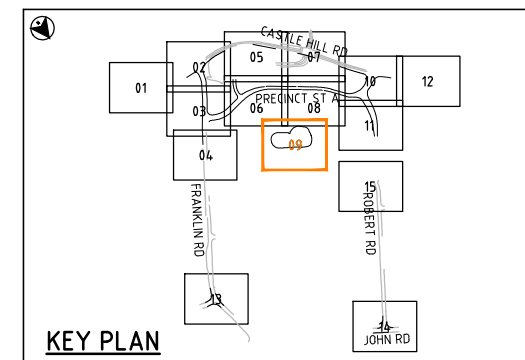 CASTLE HILL RD
05
07
02
10
12
01
PRECINCT ST A
03
06
08
11
09
04
15
FRANKLIN RD
ROBERT RD
13
14
JOHN RD
KEY PLAN